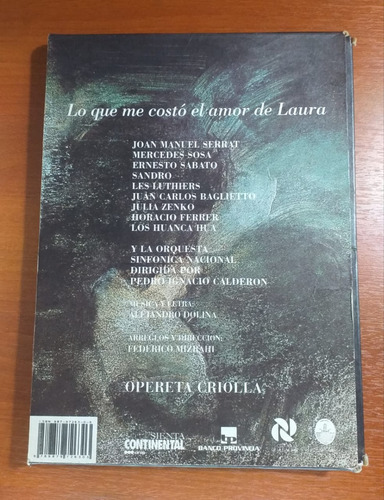 Lo que me costó el amor de Laura
JOAN MANUEL SERRAT
MERCEDES SOSA
ERNESTO SABATO
SANDRO
LES LUTHIERS
JUAN CARLOS BAGLIETTO
JULIA ZENKO
HORACIO FERRER
LOS HUANCA HUA
Y LA ORQUESTA
SINFONICA NACIONAL
DIRIGIDA POR
PEDRO IGNACIO CALDERON
MUSICA Y LETRA:
ALEJANDRO DOLINA
ARREGLOS Y DIRECCION:
FEDERICO MIZRAHI
OPERETA CRIOLLA
CONTINENTAL
BANCO PROVINCIA